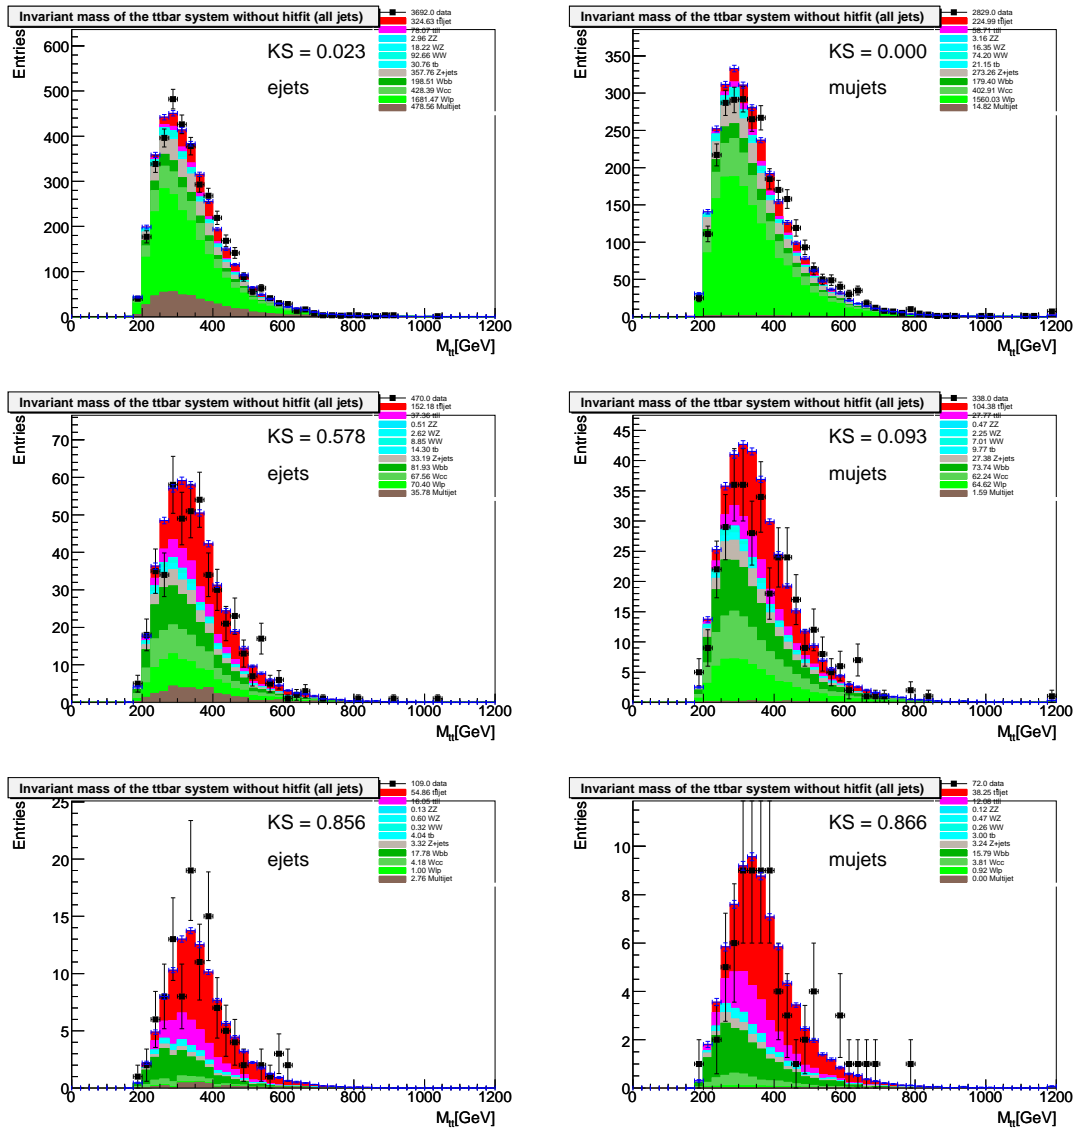 Invariant mass of the ttbar system without hitfit (all jets)
Entries
600
500
400
300
200
100
0
KS = 0.023
ejets
3692.0 data
324.63 ttljet
78.07 ttll
2.96 ZZ
18.22 WZ
92.66 WW
30.76 tb
357.76 Z+jets
198.51 Wbb
428.39 Wcc
1681.47 Wlp
478.56 Multijet
0 200 400 600 800 1000 1200
M_tt[GeV]
Invariant mass of the ttbar system without hitfit (all jets)
Entries
350
300
250
200
150
100
50
0
KS = 0.000
mujets
2829.0 data
224.99 ttljet
58.71 ttll
3.16 ZZ
16.35 WZ
74.20 WW
21.15 tb
273.26 Z+jets
179.40 Wbb
402.91 Wcc
1560.03 Wlp
14.82 Multijet
0 200 400 600 800 1000 1200
M_tt[GeV]
Invariant mass of the ttbar system without hitfit (all jets)
Entries
70
60
50
40
30
20
10
0
KS = 0.578
ejets
470.0 data
152.18 ttljet
37.36 ttll
0.51 ZZ
2.62 WZ
8.85 WW
14.30 tb
33.19 Z+jets
81.93 Wbb
67.56 Wcc
70.40 Wlp
35.78 Multijet
0 200 400 600 800 1000 1200
M_tt[GeV]
Invariant mass of the ttbar system without hitfit (all jets)
Entries
45
40
35
30
25
20
15
10
5
0
KS = 0.093
mujets
338.0 data
104.38 ttljet
27.77 ttll
0.47 ZZ
2.25 WZ
7.01 WW
9.77 tb
27.38 Z+jets
73.74 Wbb
62.24 Wcc
64.62 Wlp
1.59 Multijet
0 200 400 600 800 1000 1200
M_tt[GeV]
Invariant mass of the ttbar system without hitfit (all jets)
Entries
25
20
15
10
5
0
KS = 0.856
ejets
109.0 data
54.86 ttljet
16.05 ttll
0.13 ZZ
0.60 WZ
0.32 WW
4.04 tb
3.32 Z+jets
17.78 Wbb
4.18 Wcc
1.00 Wlp
2.76 Multijet
0 200 400 600 800 1000 1200
M_tt[GeV]
Invariant mass of the ttbar system without hitfit (all jets)
Entries
10
8
6
4
2
0
KS = 0.866
mujets
72.0 data
38.25 ttljet
12.08 ttll
0.12 ZZ
0.47 WZ
0.26 WW
3.00 tb
3.24 Z+jets
15.79 Wbb
3.81 Wcc
0.92 Wlp
0.00 Multijet
0 200 400 600 800 1000 1200
M_tt[GeV]